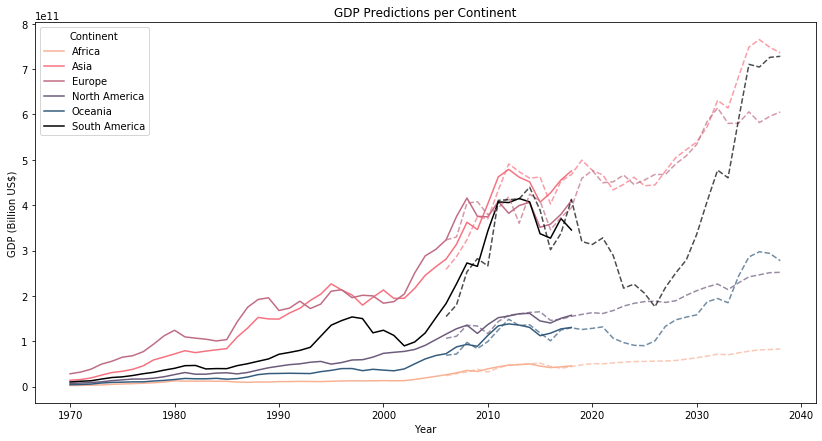 GDP Predictions per Continent
1e11
8
7
6
5
4
3
2
1
0
GDP (Billion US$)
Continent
Africa
Asia
Europe
North America
Oceania
South America
1970
1980
1990
2000
2010
2020
2030
2040
Year